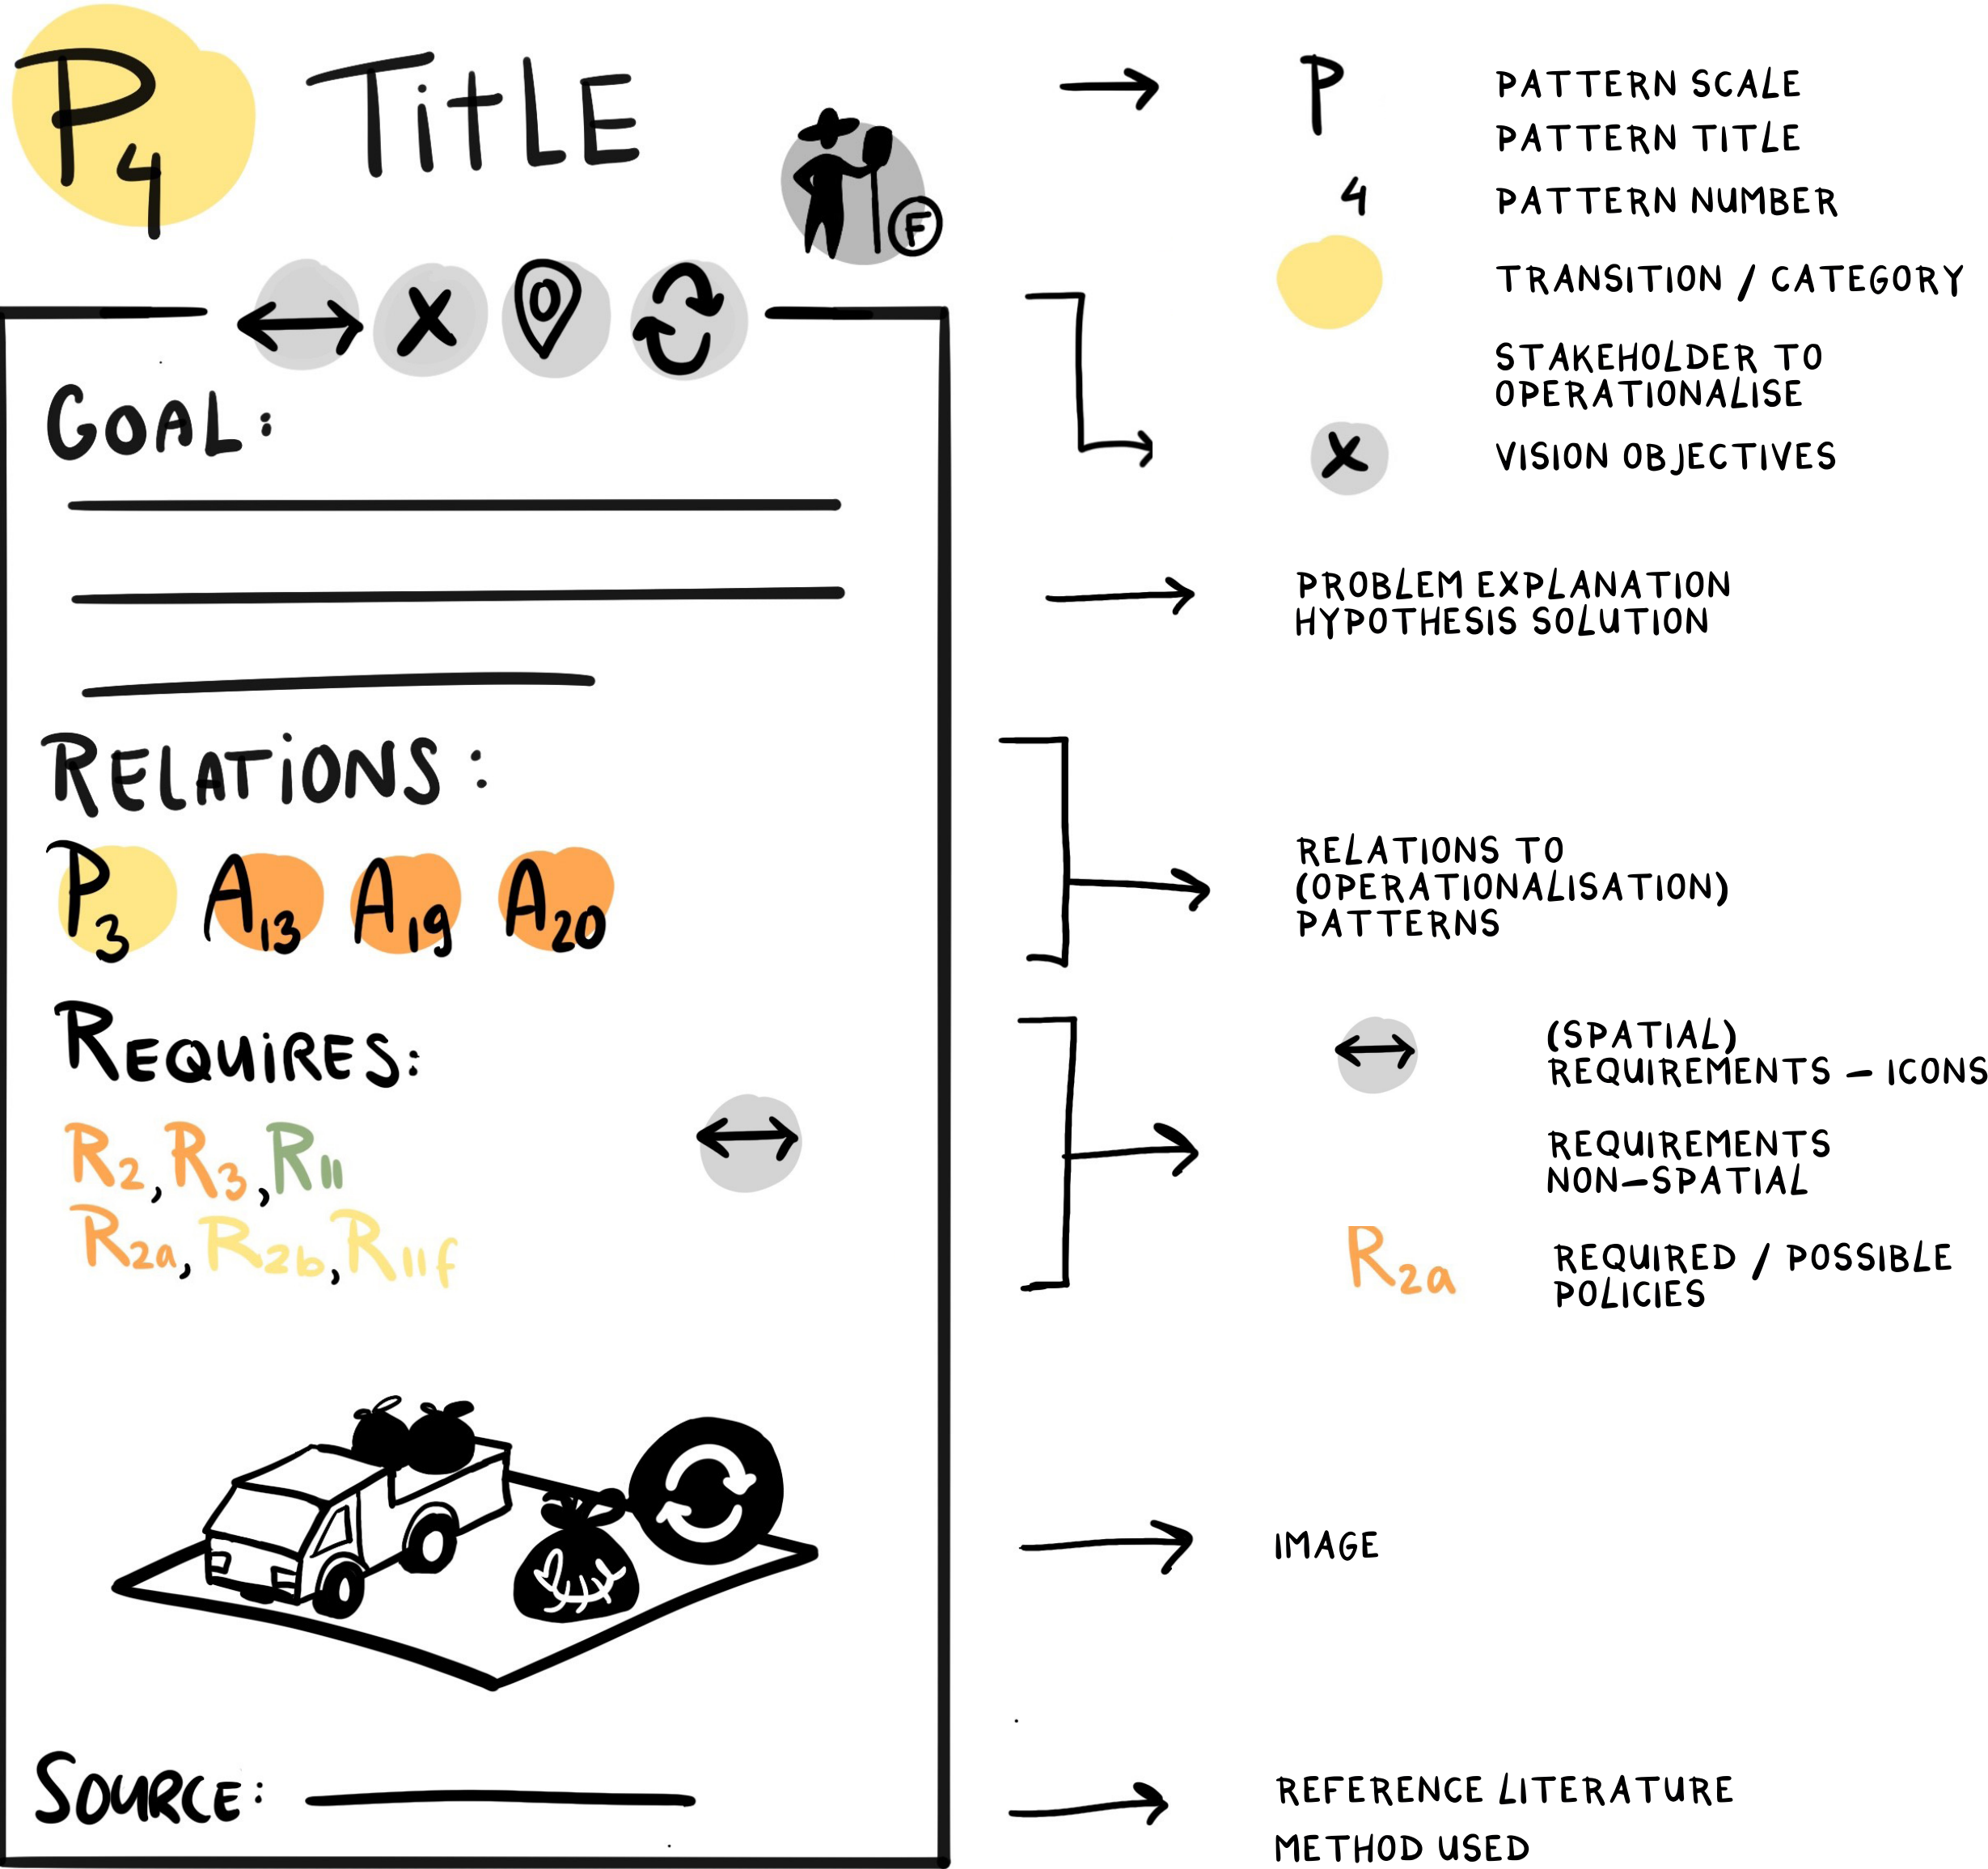 P4 TitLE
F
GOAL:
RELATiONS:
P3 A13 A19 A20
REQUiRES:
R2, R3, R11
R2a, R2b, R11f
SOURCE:
P PATTERN SCALE
PATTERN TITLE
4 PATTERN NUMBER
TRANSITION / CATEGORY
STAKEHOLDER TO
OPERATIONALISE
X VISION OBJECTIVES
PROBLEM EXPLANATION
HYPOTHESIS SOLUTION
RELATIONS TO
(OPERATIONALISATION)
PATTERNS
(SPATIAL)
REQUIREMENTS – ICONS
REQUIREMENTS
NON–SPATIAL
R2a REQUIRED / POSSIBLE
POLICIES
IMAGE
REFERENCE LITERATURE
METHOD USED